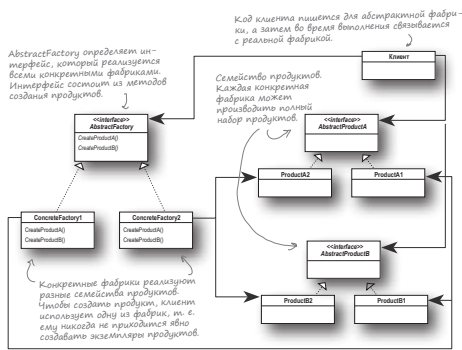 Код клиента пишется для абстрактной фабри-
ки, а затем во время выполнения связывается
с реальной фабрикой.
AbstractFactory определяет ин-
терфейс, который реализуется
всеми конкретными фабриками.
Интерфейс состоит из методов
создания продуктов.
Клиент
Семейство продуктов.
Каждая конкретная
фабрика может
производить полный
набор продуктов.
<<interface>>
AbstractFactory
CreateProductA()
CreateProductB()
<<interface>>
AbstractProductA
ProductA2
ProductA1
ConcreteFactory1
CreateProductA()
CreateProductB()
ConcreteFactory2
CreateProductA()
CreateProductB()
<<interface>>
AbstractProductB
ProductB2
ProductB1
Конкретные фабрики реализуют
разные семейства продуктов.
Чтобы создать продукт, клиент
использует одну из фабрик, т. е.
ему никогда не приходится явно
создавать экземпляры продуктов.